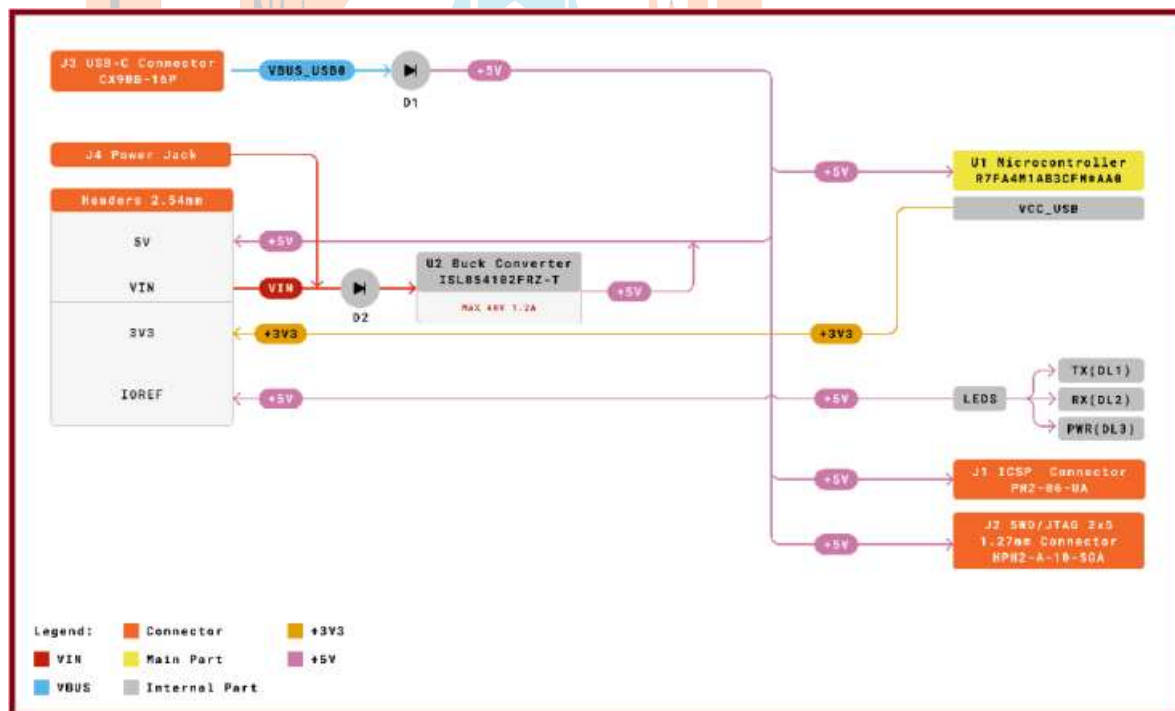 J3 USB-C Connector
CX90B-16P
VBUS_USB0
D1
+5V
J4 Power Jack
Headers 2.54mm
5V
VIN
3V3
IOREF
+5V
VIN
D2
U2 Buck Converter
ISL854102FRZ-T
MAX 40V 1.2A
+5V
+3V3
+5V
+5V
U1 Microcontroller
R7FA4M1AB3CFM#AA0
VCC_USB
+3V3
+5V
LEDS
TX(DL1)
RX(DL2)
PWR(DL3)
+5V
J1 ICSP Connector
PH2-06-UA
+5V
J2 SWD/JTAG 2x5
1.27mm Connector
HPH2-A-10-SGA
Legend:
Connector
+3V3
VIN
Main Part
+5V
VBUS
Internal Part